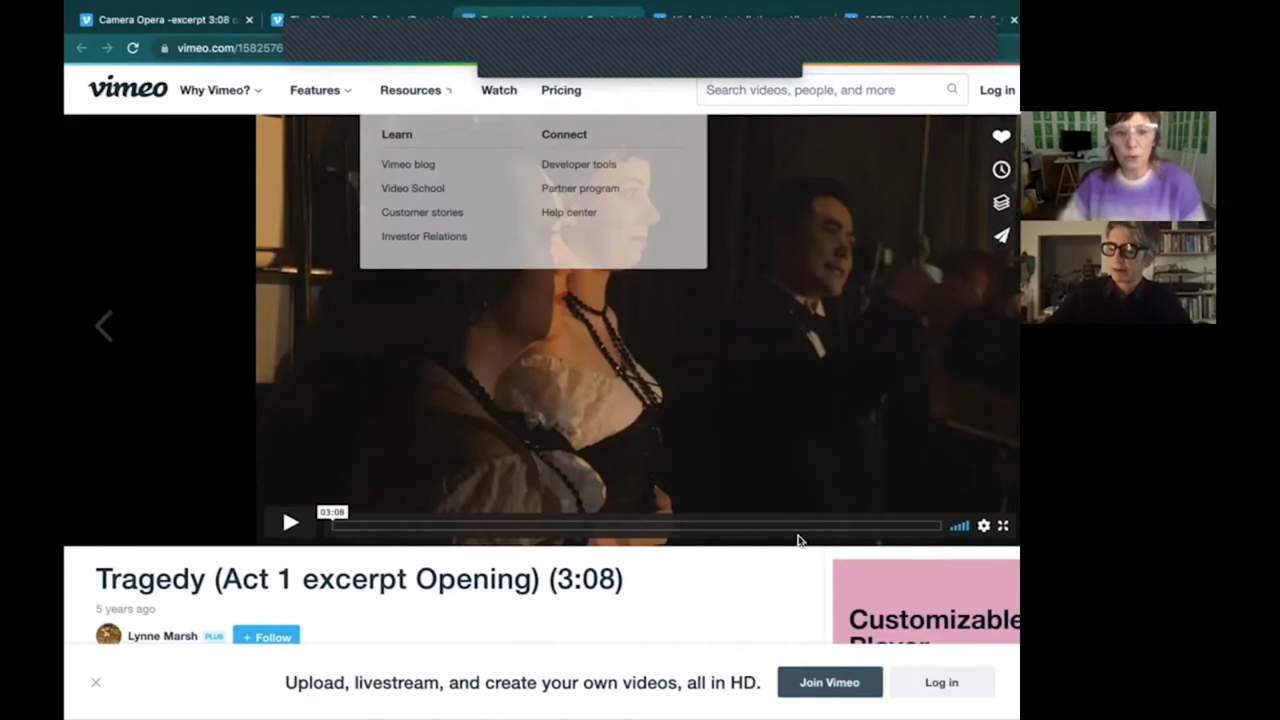 Camera Opera -excerpt 3:08
vimeo.com/1582576
vimeo
Why Vimeo?
Features
Resources
Watch
Pricing
Search videos, people, and more
Log in
Learn
Connect
Vimeo blog
Developer tools
Video School
Partner program
Customer stories
Help center
Investor Relations
03:08
Tragedy (Act 1 excerpt Opening) (3:08)
5 years ago
Lynne Marsh PLUS
+ Follow
Customizable
Player
Upload, livestream, and create your own videos, all in HD.
Join Vimeo
Log in